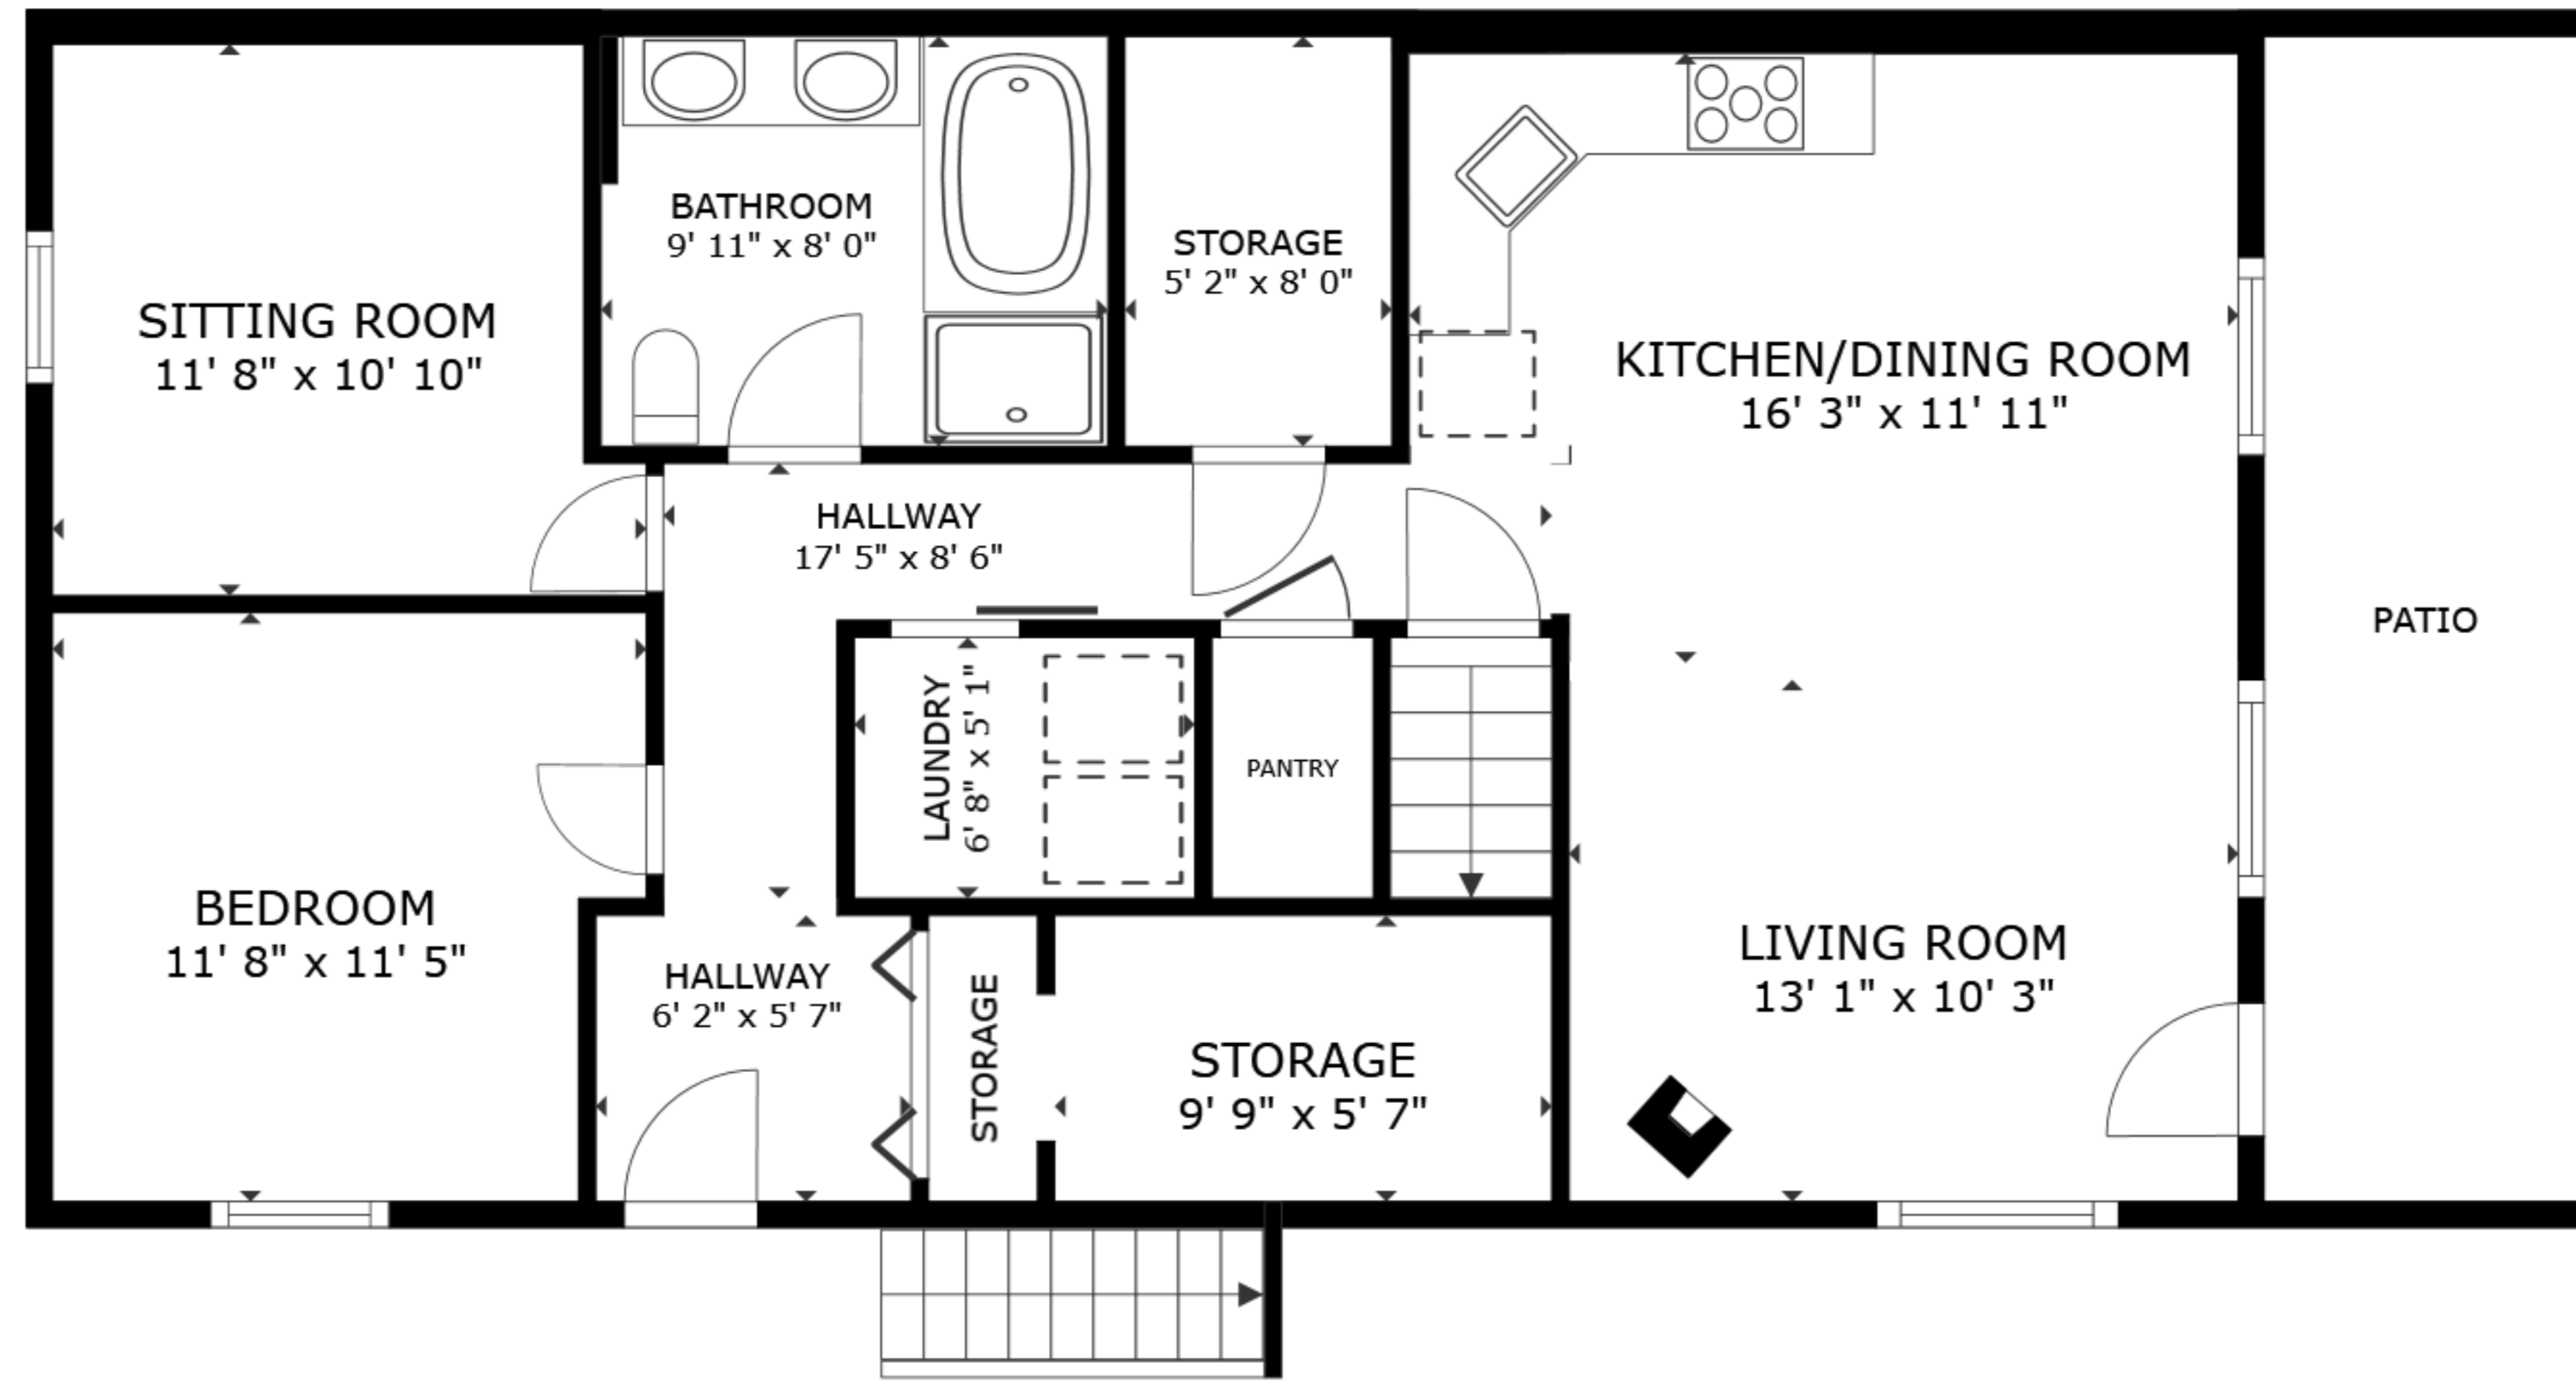 BATHROOM
9' 11" x 8' 0"
STORAGE
5' 2" x 8' 0"
SITTING ROOM
11' 8" x 10' 10"
KITCHEN/DINING ROOM
16' 3" x 11' 11"
HALLWAY
17' 5" x 8' 6"
PATIO
LAUNDRY
6' 8" x 5' 1"
PANTRY
BEDROOM
11' 8" x 11' 5"
HALLWAY
6' 2" x 5' 7"
STORAGE
STORAGE
9' 9" x 5' 7"
LIVING ROOM
13' 1" x 10' 3"